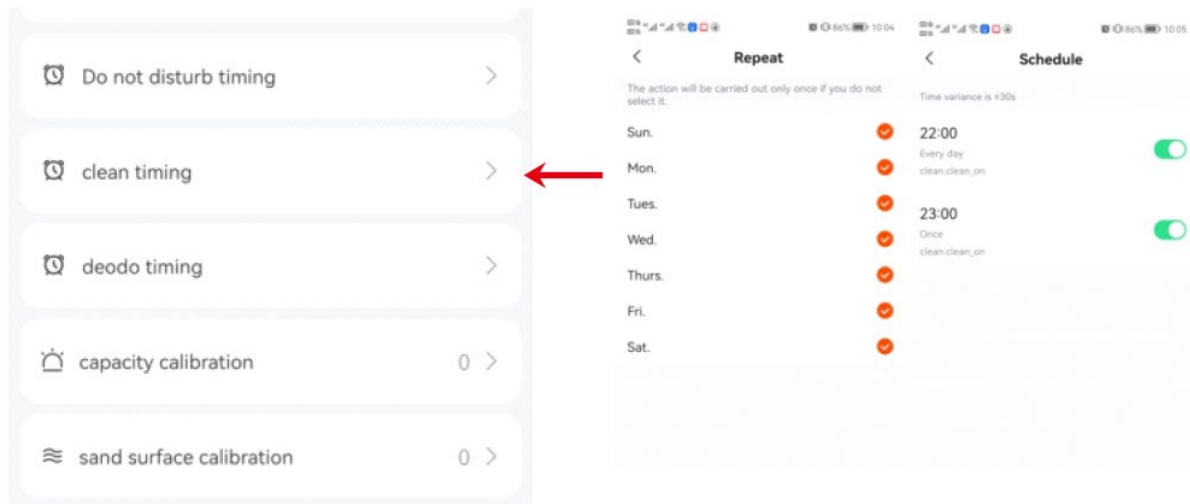 Do not disturb timing
clean timing
deodo timing
capacity calibration 0
sand surface calibration 0
86% 10:04
Repeat
The action will be carried out only once if you do not
select it.
Sun.
Mon.
Tues.
Wed.
Thurs.
Fri.
Sat.
86% 10:05
Schedule
Time variance is ±30s
22:00
Every day
clean:clean_on
23:00
Once
clean:clean_on